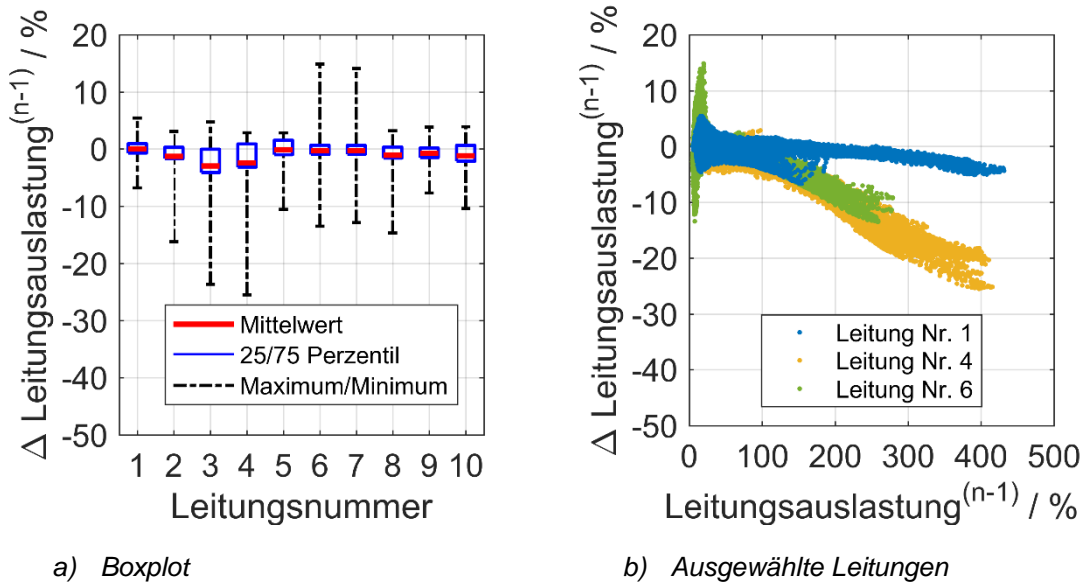 Δ Leitungsauslastung(n-1) / %
20
10
0
-10
-20
-30
-40
-50
Mittelwert
25/75 Perzentil
Maximum/Minimum
1 2 3 4 5 6 7 8 9 10
Leitungsnummer
a) Boxplot
Δ Leitungsauslastung(n-1) / %
20
10
0
-10
-20
-30
-40
-50
Leitung Nr. 1
Leitung Nr. 4
Leitung Nr. 6
0 100 200 300 400 500
Leitungsauslastung(n-1) / %
b) Ausgewählte Leitungen